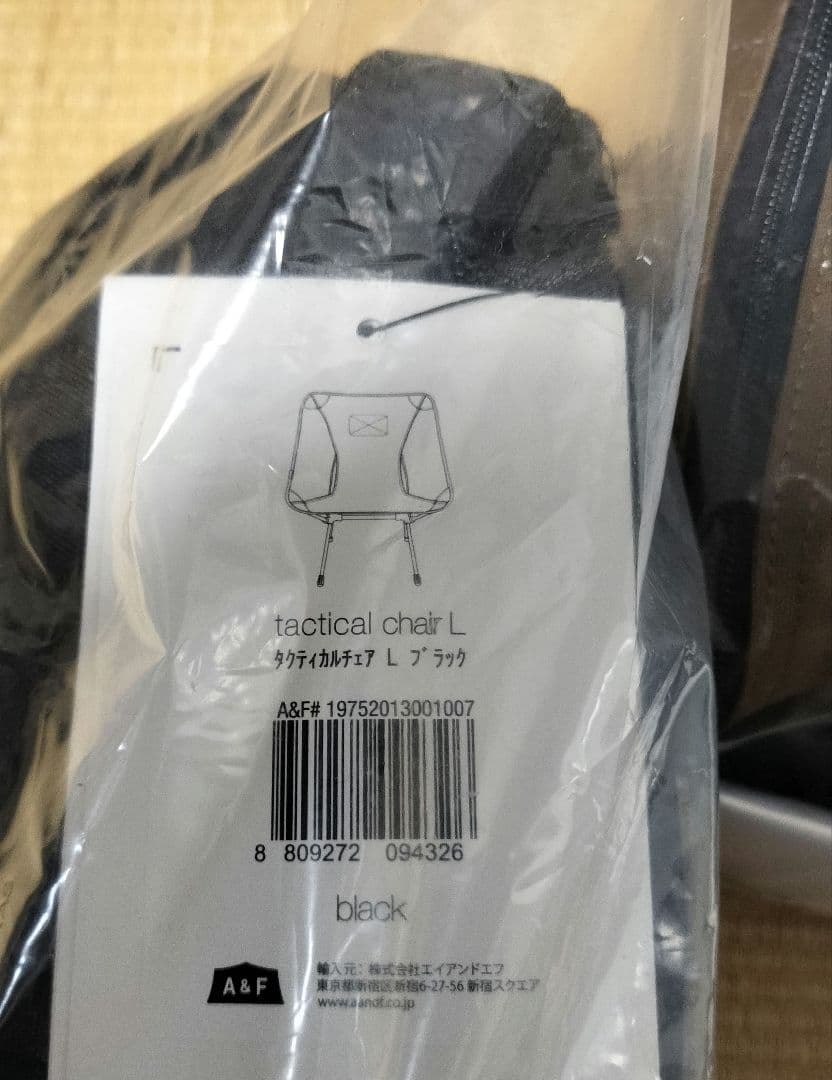 tactical chair L
ﾀｸﾃｨｶﾙﾁｪｱ L ﾌﾞﾗｯｸ
A&F# 19752013001007
8 809272 094326
black
A & F
輸入元：株式会社エイアンドエフ
東京都新宿区新宿6-27-56 新宿スクエア
www.aandf.co.jp